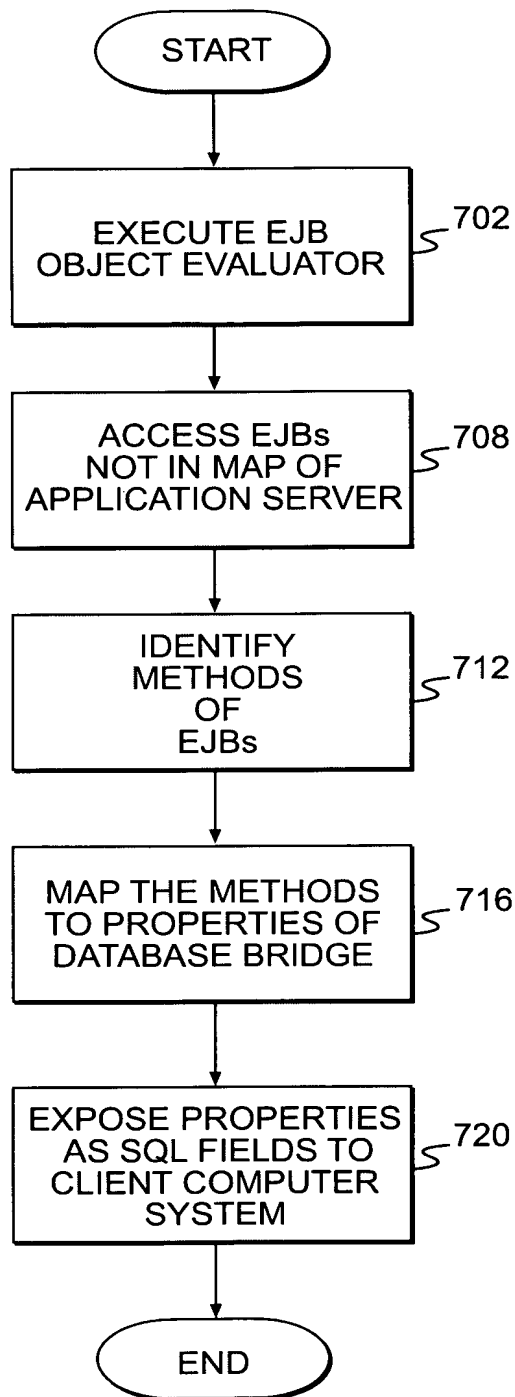 START
EXECUTE EJB
OBJECT EVALUATOR
702
ACCESS EJBs
NOT IN MAP OF
APPLICATION SERVER
708
IDENTIFY
METHODS
OF
EJBs
712
MAP THE METHODS
TO PROPERTIES OF
DATABASE BRIDGE
716
EXPOSE PROPERTIES
AS SQL FIELDS TO
CLIENT COMPUTER
SYSTEM
720
END